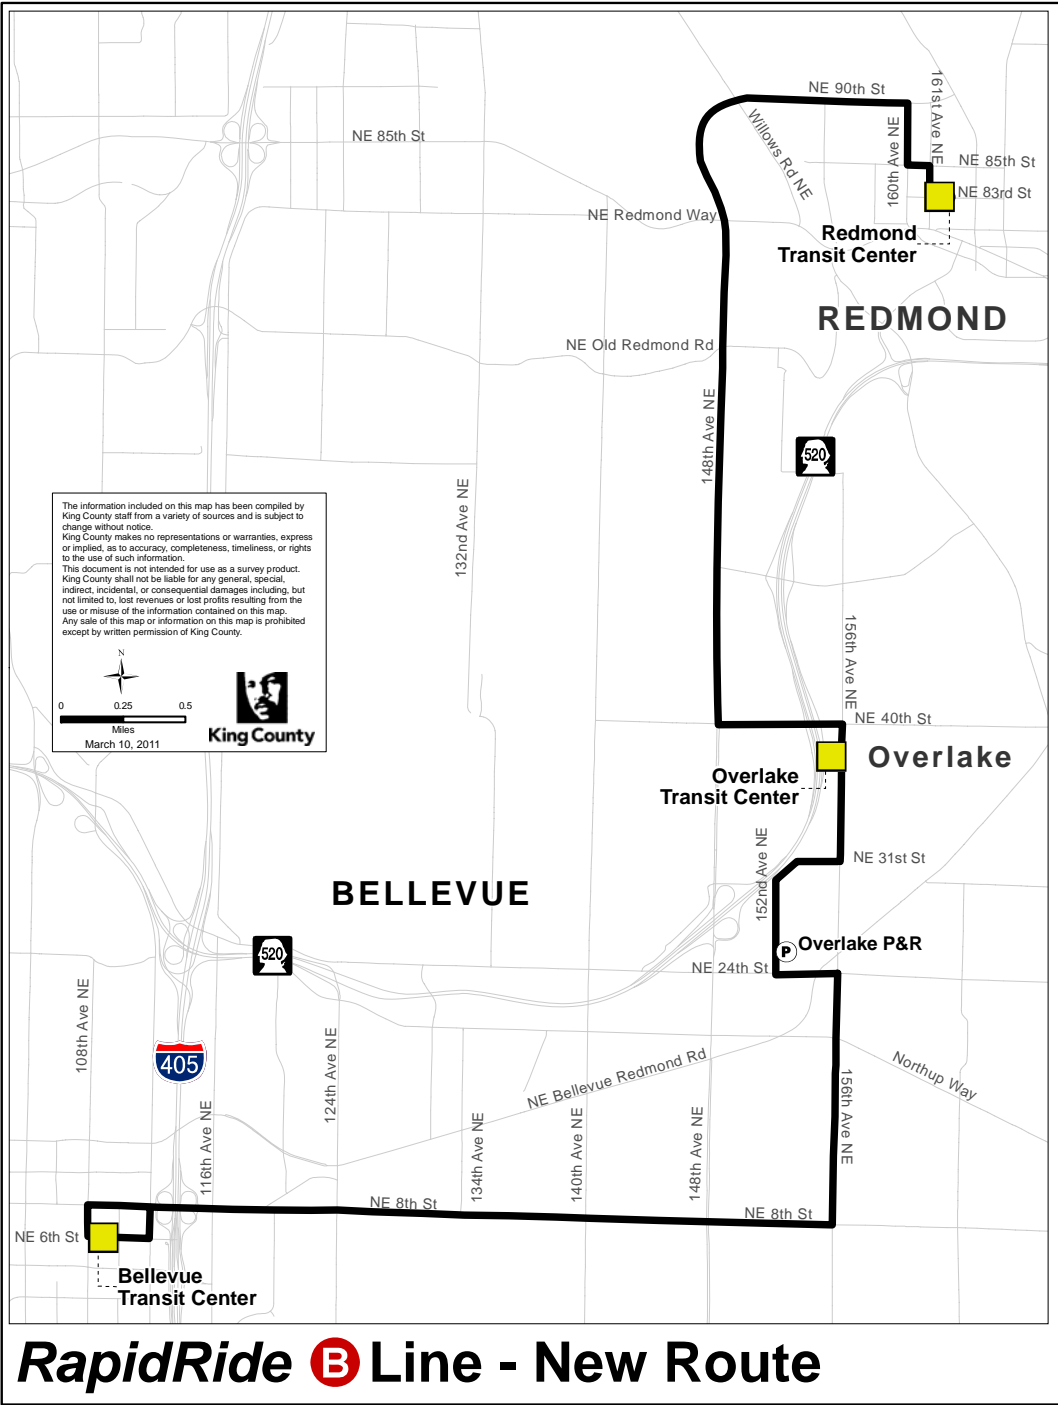 NE 90th St
161st Ave NE
Willows Rd NE
160th Ave NE
NE 85th St
NE 85th St
NE 83rd St
NE Redmond Way
Redmond
Transit Center
REDMOND
NE Old Redmond Rd
148th Ave NE
520
132nd Ave NE
The information included on this map has been compiled by
King County staff from a variety of sources and is subject to
change without notice.
King County makes no representations or warranties, express
or implied, as to accuracy, completeness, timeliness, or rights
to the use of such information.
This document is not intended for use as a survey product.
King County shall not be liable for any general, special,
indirect, incidental, or consequential damages including, but
not limited to, lost revenues or lost profits resulting from the
use or misuse of the information contained on this map.
Any sale of this map or information on this map is prohibited
except by written permission of King County.
N
0 0.25 0.5
Miles
March 10, 2011
King County
156th Ave NE
NE 40th St
Overlake
Overlake
Transit Center
152nd Ave NE
NE 31st St
BELLEVUE
P
Overlake P&R
520
NE 24th St
108th Ave NE
405
124th Ave NE
NE Bellevue Redmond Rd
Northup Way
156th Ave NE
116th Ave NE
134th Ave NE
140th Ave NE
148th Ave NE
NE 8th St
NE 8th St
NE 6th St
Bellevue
Transit Center
RapidRide B Line - New Route